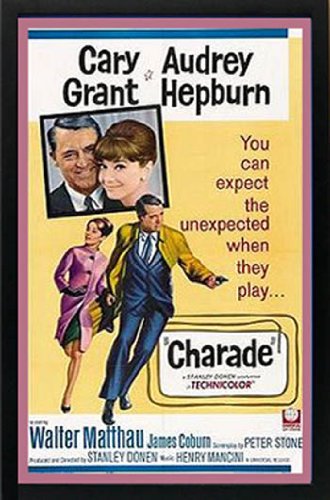 Cary Audrey
Grant Hepburn
You
can
expect
the
unexpected
when
they
play...
"Charade"
a STANLEY DONEN
TECHNICOLOR®
Walter Matthau James Coburn Screenplay by PETER STONE
Produced and Directed by STANLEY DONEN Music HENRY MANCINI A UNIVERSAL RELEASE